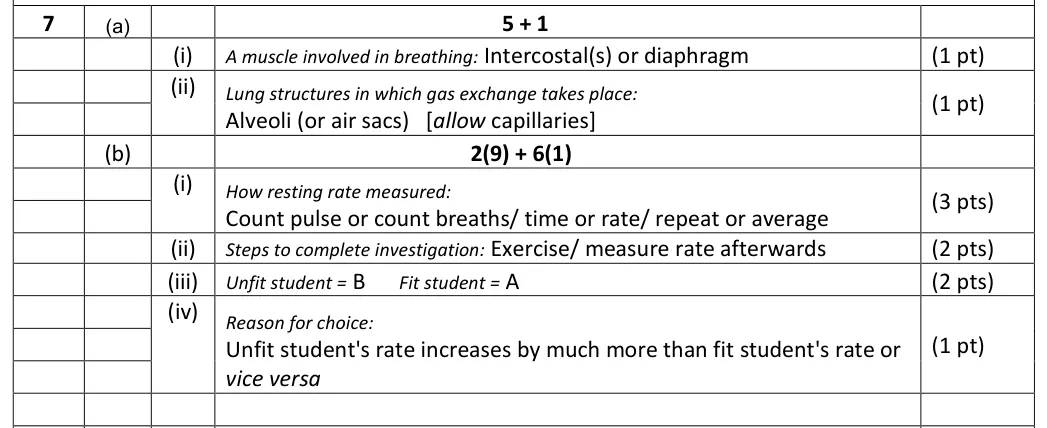 7 (a) 5 + 1
(i) A muscle involved in breathing: Intercostal(s) or diaphragm (1 pt)
(ii) Lung structures in which gas exchange takes place:
Alveoli (or air sacs) [allow capillaries] (1 pt)
(b) 2(9) + 6(1)
(i) How resting rate measured:
Count pulse or count breaths/ time or rate/ repeat or average (3 pts)
(ii) Steps to complete investigation: Exercise/ measure rate afterwards (2 pts)
(iii) Unfit student = B Fit student = A (2 pts)
(iv) Reason for choice:
Unfit student's rate increases by much more than fit student's rate or (1 pt)
vice versa